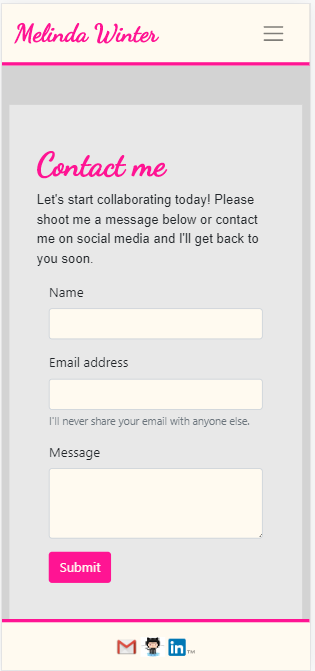 Melinda Winter
Contact me
Let's start collaborating today! Please
shoot me a message below or contact
me on social media and I'll get back to
you soon.
Name
Email address
I'll never share your email with anyone else.
Message
Submit
in™